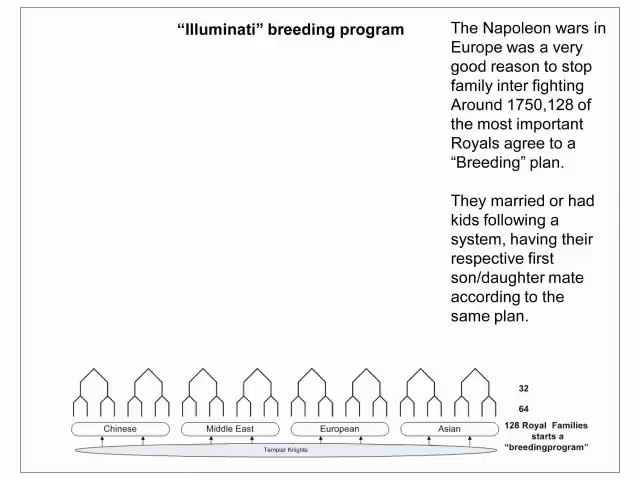 “Illuminati” breeding program
The Napoleon wars in
Europe was a very
good reason to stop
family inter fighting
Around 1750,128 of
the most important
Royals agree to a
“Breeding” plan.
They married or had
kids following a
system, having their
respective first
son/daughter mate
according to the
same plan.
32
64
Chinese
Middle East
European
Asian
128 Royal Families
starts a
“breedingprogram”
Templar Knights